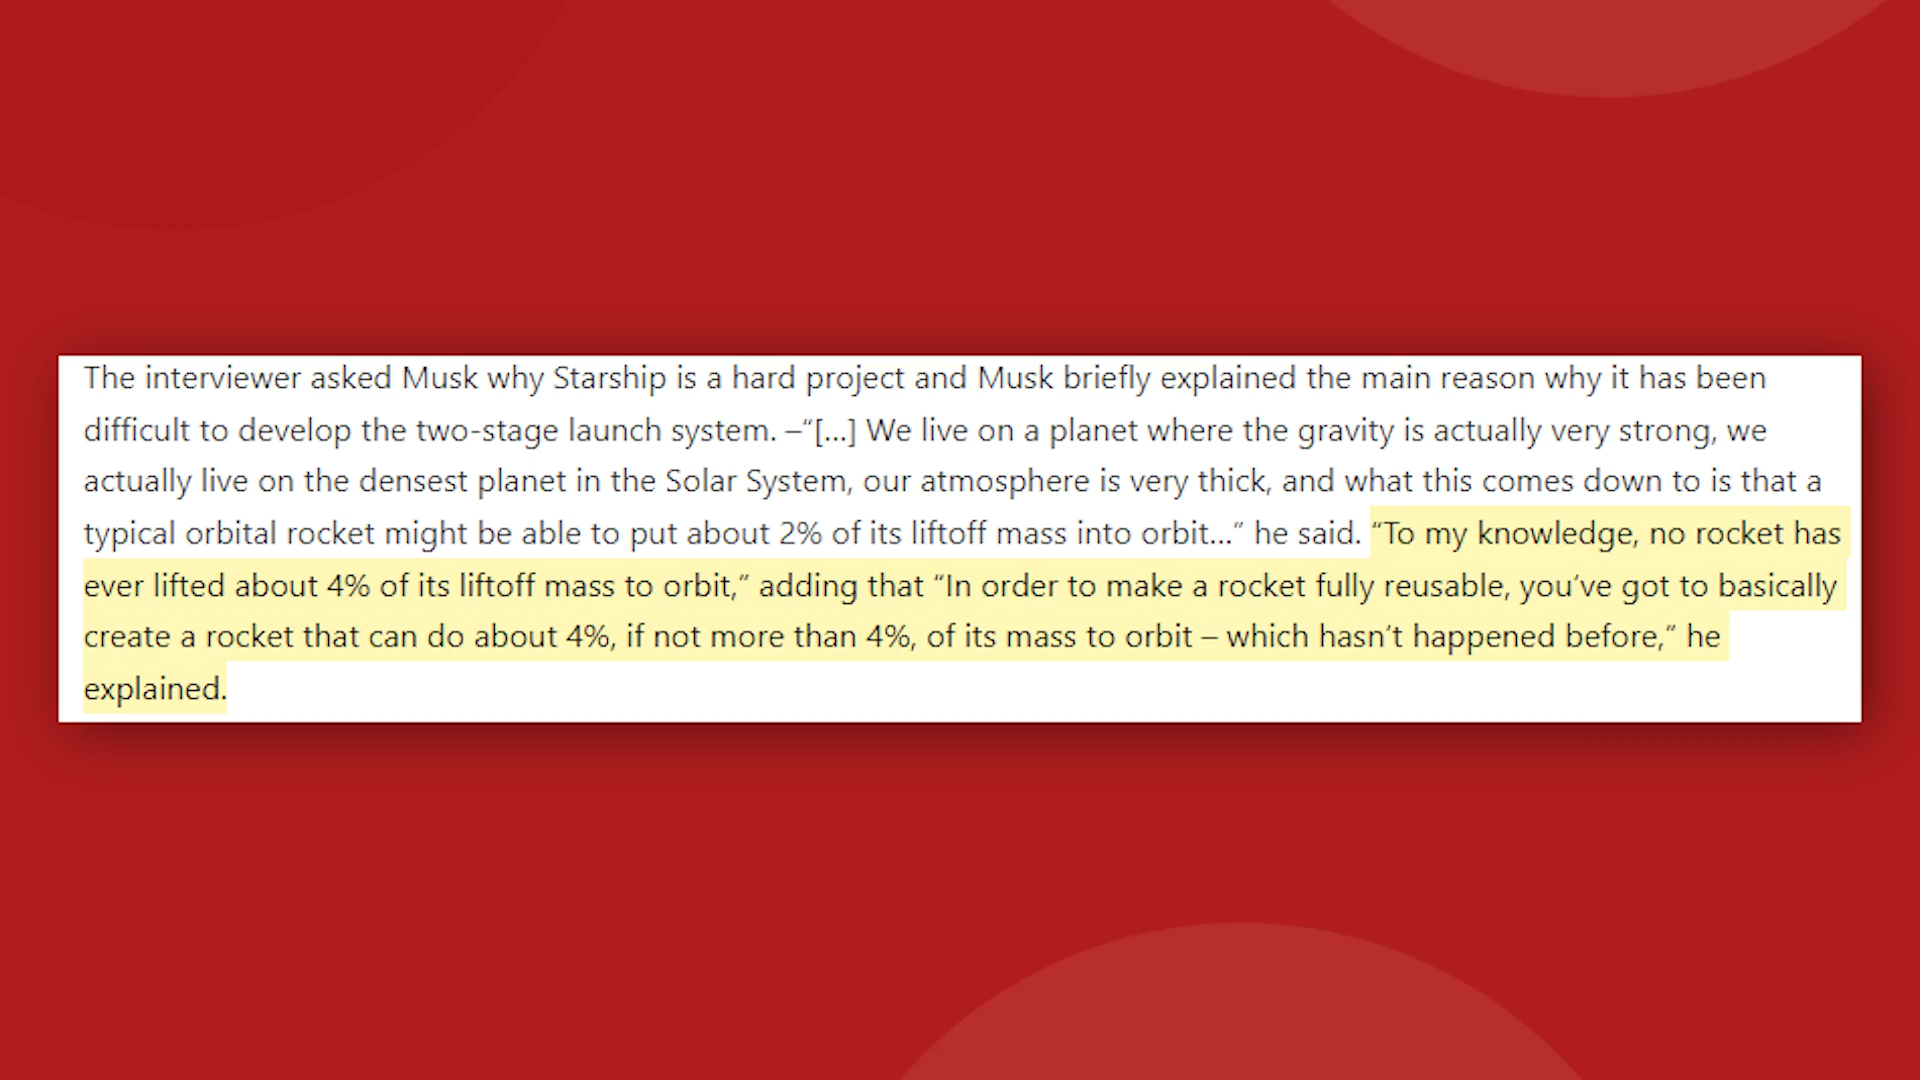 The interviewer asked Musk why Starship is a hard project and Musk briefly explained the main reason why it has been
difficult to develop the two-stage launch system. –“[...] We live on a planet where the gravity is actually very strong, we
actually live on the densest planet in the Solar System, our atmosphere is very thick, and what this comes down to is that a
typical orbital rocket might be able to put about 2% of its liftoff mass into orbit...” he said. “To my knowledge, no rocket has
ever lifted about 4% of its liftoff mass to orbit,” adding that “In order to make a rocket fully reusable, you’ve got to basically
create a rocket that can do about 4%, if not more than 4%, of its mass to orbit – which hasn’t happened before,” he
explained.